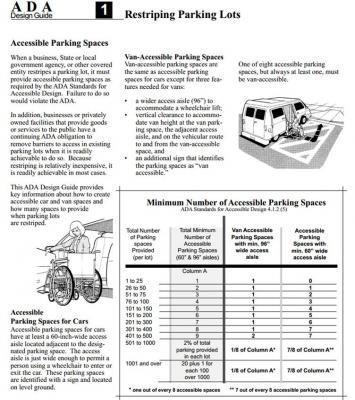 ADA
Design Guide
1
Restriping Parking Lots
Accessible Parking Spaces
When a business, State or local
government agency, or other covered
entity restripes a parking lot, it must
provide accessible parking spaces as
required by the ADA Standards for
Accessible Design. Failure to do so
would violate the ADA.
In addition, businesses or privately
owned facilities that provide goods
or services to the public have a
continuing ADA obligation to
remove barriers to access in existing
parking lots when it is readily
achievable to do so. Because
restriping is relatively inexpensive, it
is readily achievable in most cases.
This ADA Design Guide provides
key information about how to create
accessible car and van spaces and
how many spaces to provide
when parking lots
are restriped.
Accessible
Parking Spaces for Cars
Accessible parking spaces for cars
have at least a 60-inch-wide access
aisle located adjacent to the desig-
nated parking space. The access
aisle is just wide enough to permit a
person using a wheelchair to enter or
exit the car. These parking spaces
are identified with a sign and located
on level ground.
Van-Accessible Parking Spaces
Van-accessible parking spaces are
the same as accessible parking
spaces for cars except for three fea-
tures needed for vans:
• a wider access aisle (96") to
accommodate a wheelchair lift;
• vertical clearance to accommo-
date van height at the van park-
ing space, the adjacent access
aisle, and on the vehicular route
to and from the van-accessible
space, and
• an additional sign that identifies
the parking spaces as "van
accessible."
One of eight accessible parking
spaces, but always at least one, must
be van-accessible.
Minimum Number of Accessible Parking Spaces
ADA Standards for Accessible Design 4.1.2 (5)
Total Number
of Parking
spaces
Provided
(per lot)
Total Minimum
Number of
Accessible
Parking Spaces
(60" & 96" aisles)
Van Accessible
Parking Spaces
with min. 96"
wide access
aisle
Accessible
Parking
Spaces with
min. 60" wide
access aisle
Column A
1 to 25 1 1 0
26 to 50 2 1 1
51 to 75 3 1 2
76 to 100 4 1 3
101 to 150 5 1 4
151 to 200 6 1 5
201 to 300 7 1 6
301 to 400 8 1 7
401 to 500 9 2 7
501 to 1000 2% of total
parking provided
in each lot 1/8 of Column A* 7/8 of Column A**
1001 and over 20 plus 1 for
each 100
over 1000 1/8 of Column A* 7/8 of Column A**
* one out of every 8 accessible spaces ** 7 out of every 8 accessible parking spaces